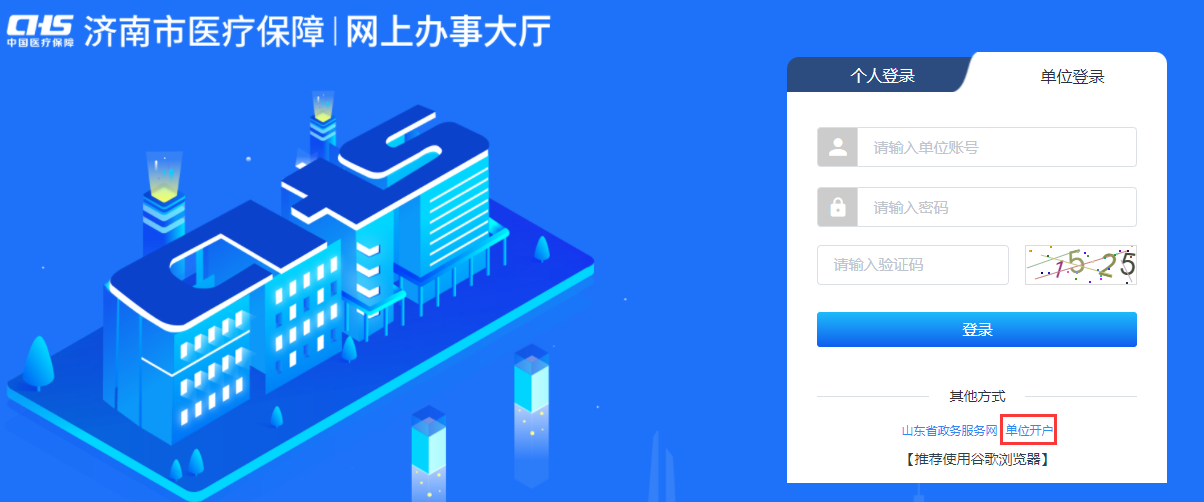 CHS
中国医疗保障
济南市医疗保障|网上办事大厅
个人登录 单位登录
请输入单位账号
请输入密码
请输入验证码 1525
登录
其他方式
山东省政务服务网 单位开户
【推荐使用谷歌浏览器】